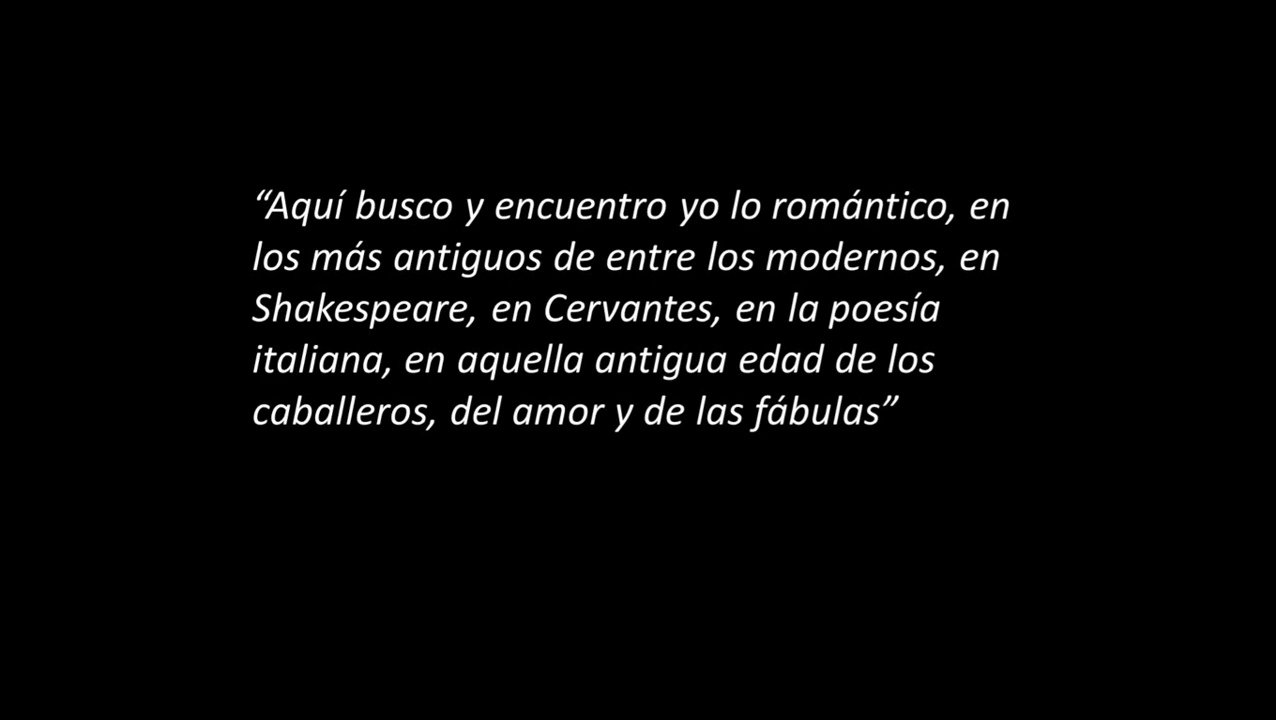 “Aquí busco y encuentro yo lo romántico, en
los más antiguos de entre los modernos, en
Shakespeare, en Cervantes, en la poesía
italiana, en aquella antigua edad de los
caballeros, del amor y de las fábulas”